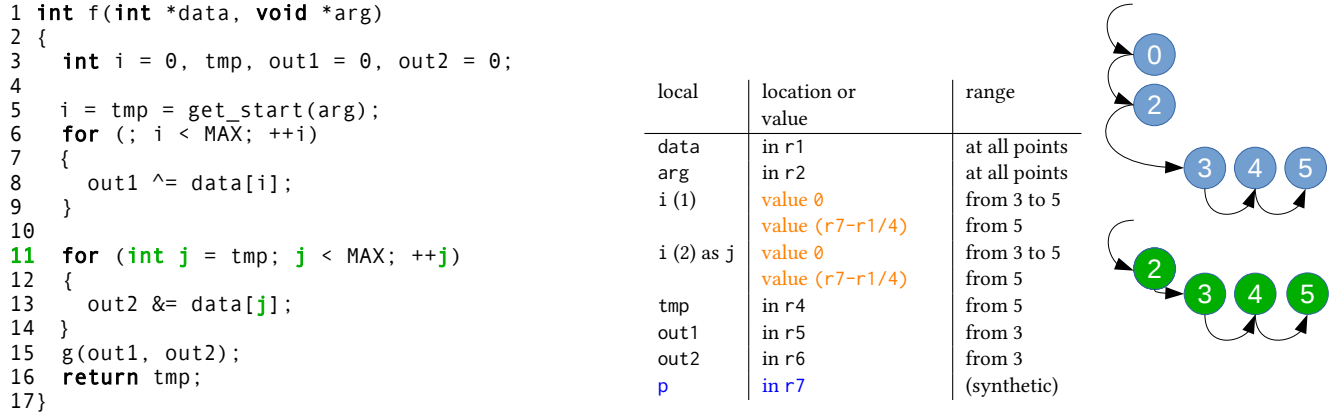 1 int f(int *data, void *arg)
2 {
3 int i = 0, tmp, out1 = 0, out2 = 0;
4
5 i = tmp = get_start(arg);
6 for (; i < MAX; ++i)
7 {
8 out1 ^= data[i];
9 }
10
11 for (int j = tmp; j < MAX; ++j)
12 {
13 out2 &= data[j];
14 }
15 g(out1, out2);
16 return tmp;
17}
local location or value range
data in r1 at all points
arg in r2 at all points
i (1) value 0 from 3 to 5
value (r7-r1/4) from 5
i (2) as j value 0 from 3 to 5
value (r7-r1/4) from 5
tmp in r4 from 5
out1 in r5 from 3
out2 in r6 from 3
p in r7 (synthetic)
0
2
3 4 5
2
3 4 5